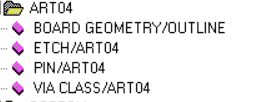 ART04
BOARD GEOMETRY/OUTLINE
ETCH/ART04
PIN/ART04
VIA CLASS/ART04